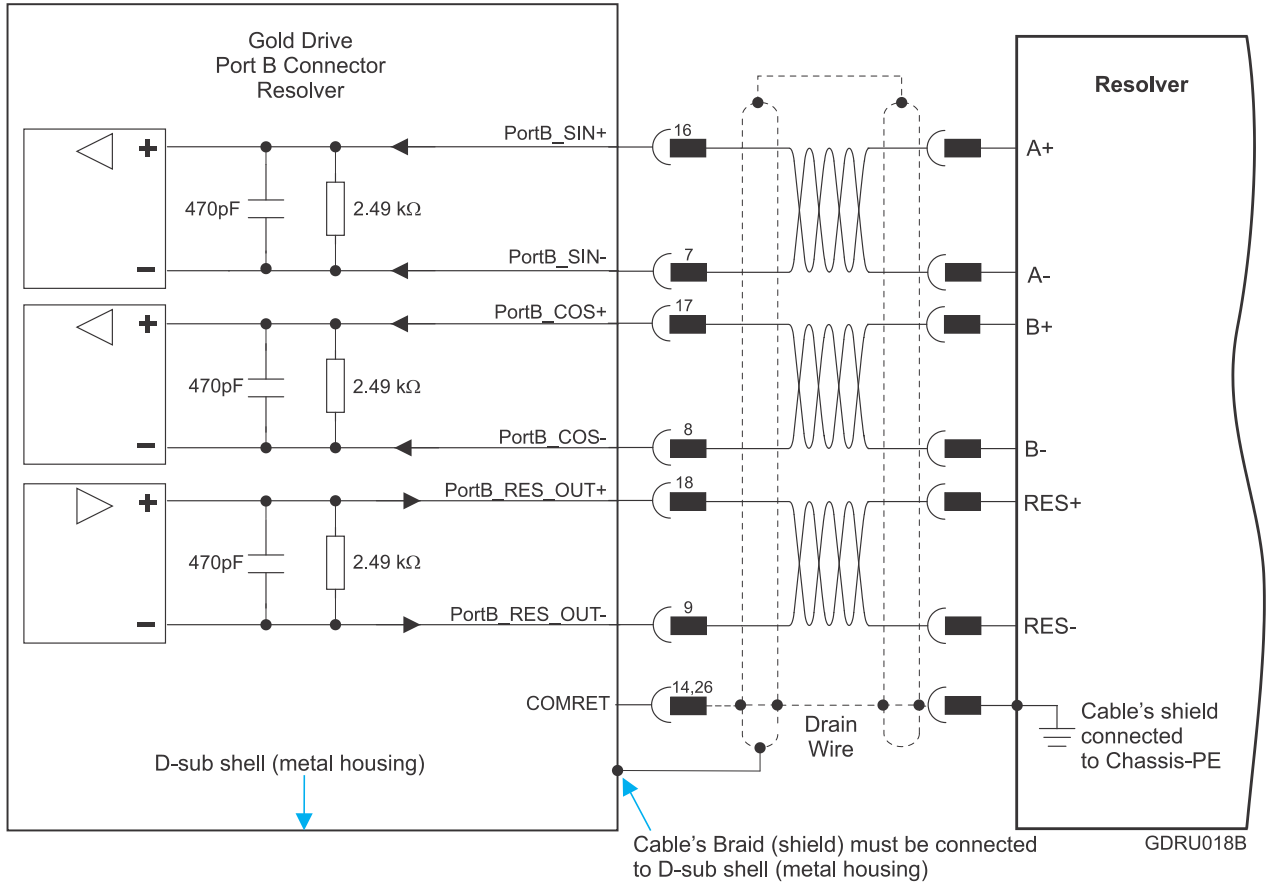 Gold Drive
Port B Connector
Resolver
Resolver
PortB_SIN+
16
A+
470pF
2.49 kΩ
PortB_SIN-
7
A-
PortB_COS+
17
B+
470pF
2.49 kΩ
PortB_COS-
8
B-
PortB_RES_OUT+
18
RES+
470pF
2.49 kΩ
PortB_RES_OUT-
9
RES-
COMRET
14,26
Drain
Wire
Cable's shield
connected
to Chassis-PE
D-sub shell (metal housing)
Cable's Braid (shield) must be connected
to D-sub shell (metal housing)
GDRU018B